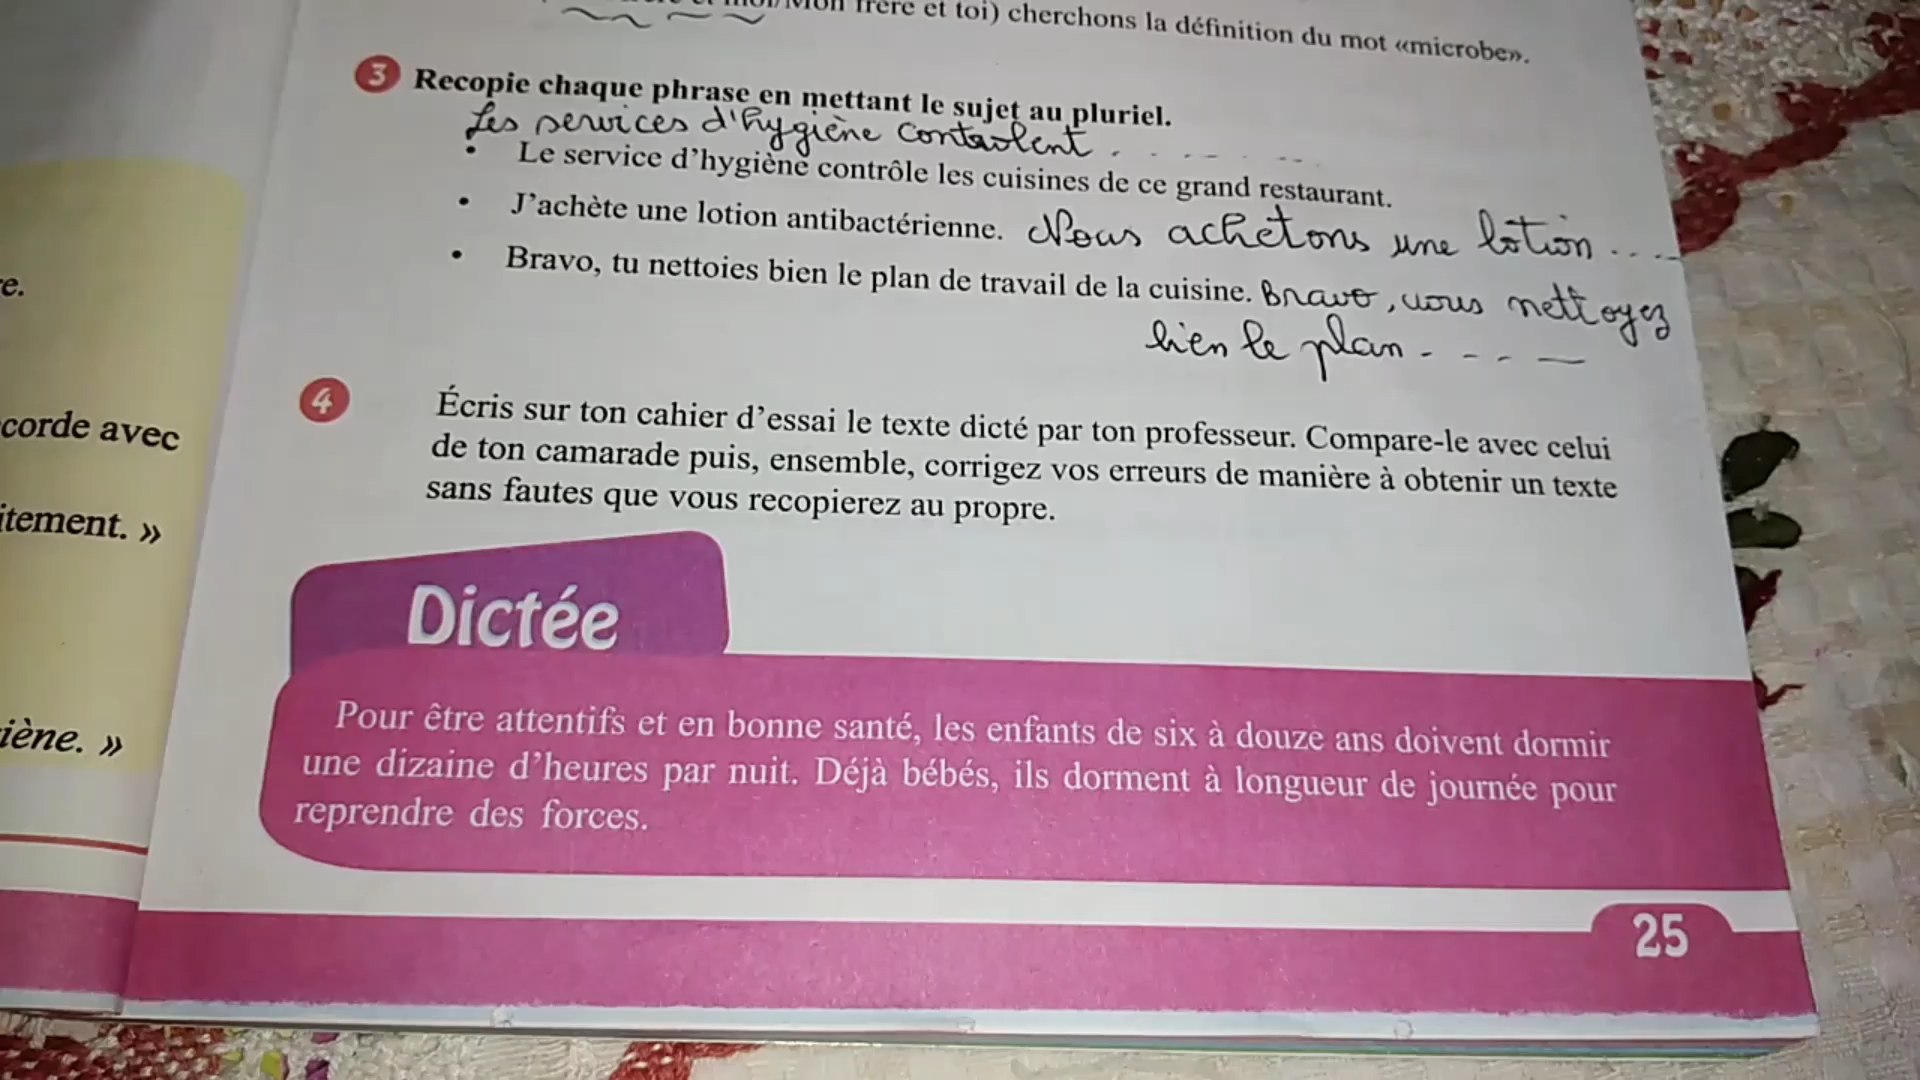 frère et toi) cherchons la définition du mot «microbe».
3 Recopie chaque phrase en mettant le sujet au pluriel.
Les services d'hygiène contrôlent . . . . . .
• Le service d'hygiène contrôle les cuisines de ce grand restaurant.
• J'achète une lotion antibactérienne. Nous achetons une lotion ....
• Bravo, tu nettoies bien le plan de travail de la cuisine. Bravo, vous nettoyez
bien le plan - - - —
4 Écris sur ton cahier d'essai le texte dicté par ton professeur. Compare-le avec celui
de ton camarade puis, ensemble, corrigez vos erreurs de manière à obtenir un texte
sans fautes que vous recopierez au propre.
e.
corde avec
itement. »
iène. »
Dictée
Pour être attentifs et en bonne santé, les enfants de six à douze ans doivent dormir
une dizaine d'heures par nuit. Déjà bébés, ils dorment à longueur de journée pour
reprendre des forces.
25